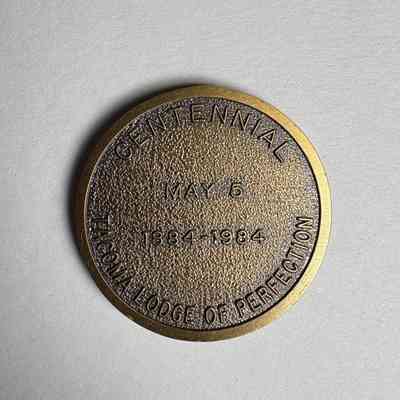 CENTENNIAL
MAY 5
1884-1984
TACOMA LODGE OF PERFECTION